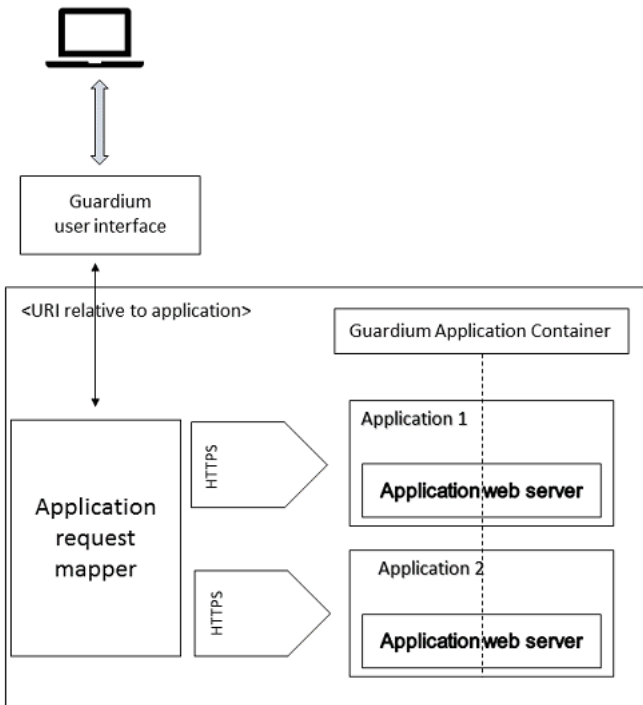 Guardium
user interface
<URI relative to application>
Guardium Application Container
Application
request
mapper
HTTPS
Application 1
Application web server
HTTPS
Application 2
Application web server